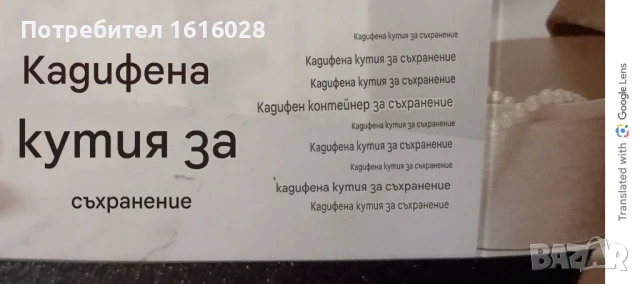 Потребител 1616028
Кадифена
кутия за
съхранение
Кадифена кутия за съхранение
Кадифена кутия за съхранение
Кадифена кутия за съхранение
Кадифен контейнер за съхранение
Кадифена кутия за съхранение
Кадифена кутия за съхранение
Кадифена кутия за съхранение
кадифена кутия за съхранение
Кадифена кутия за съхранение
Translated with Google Lens
BAZAR